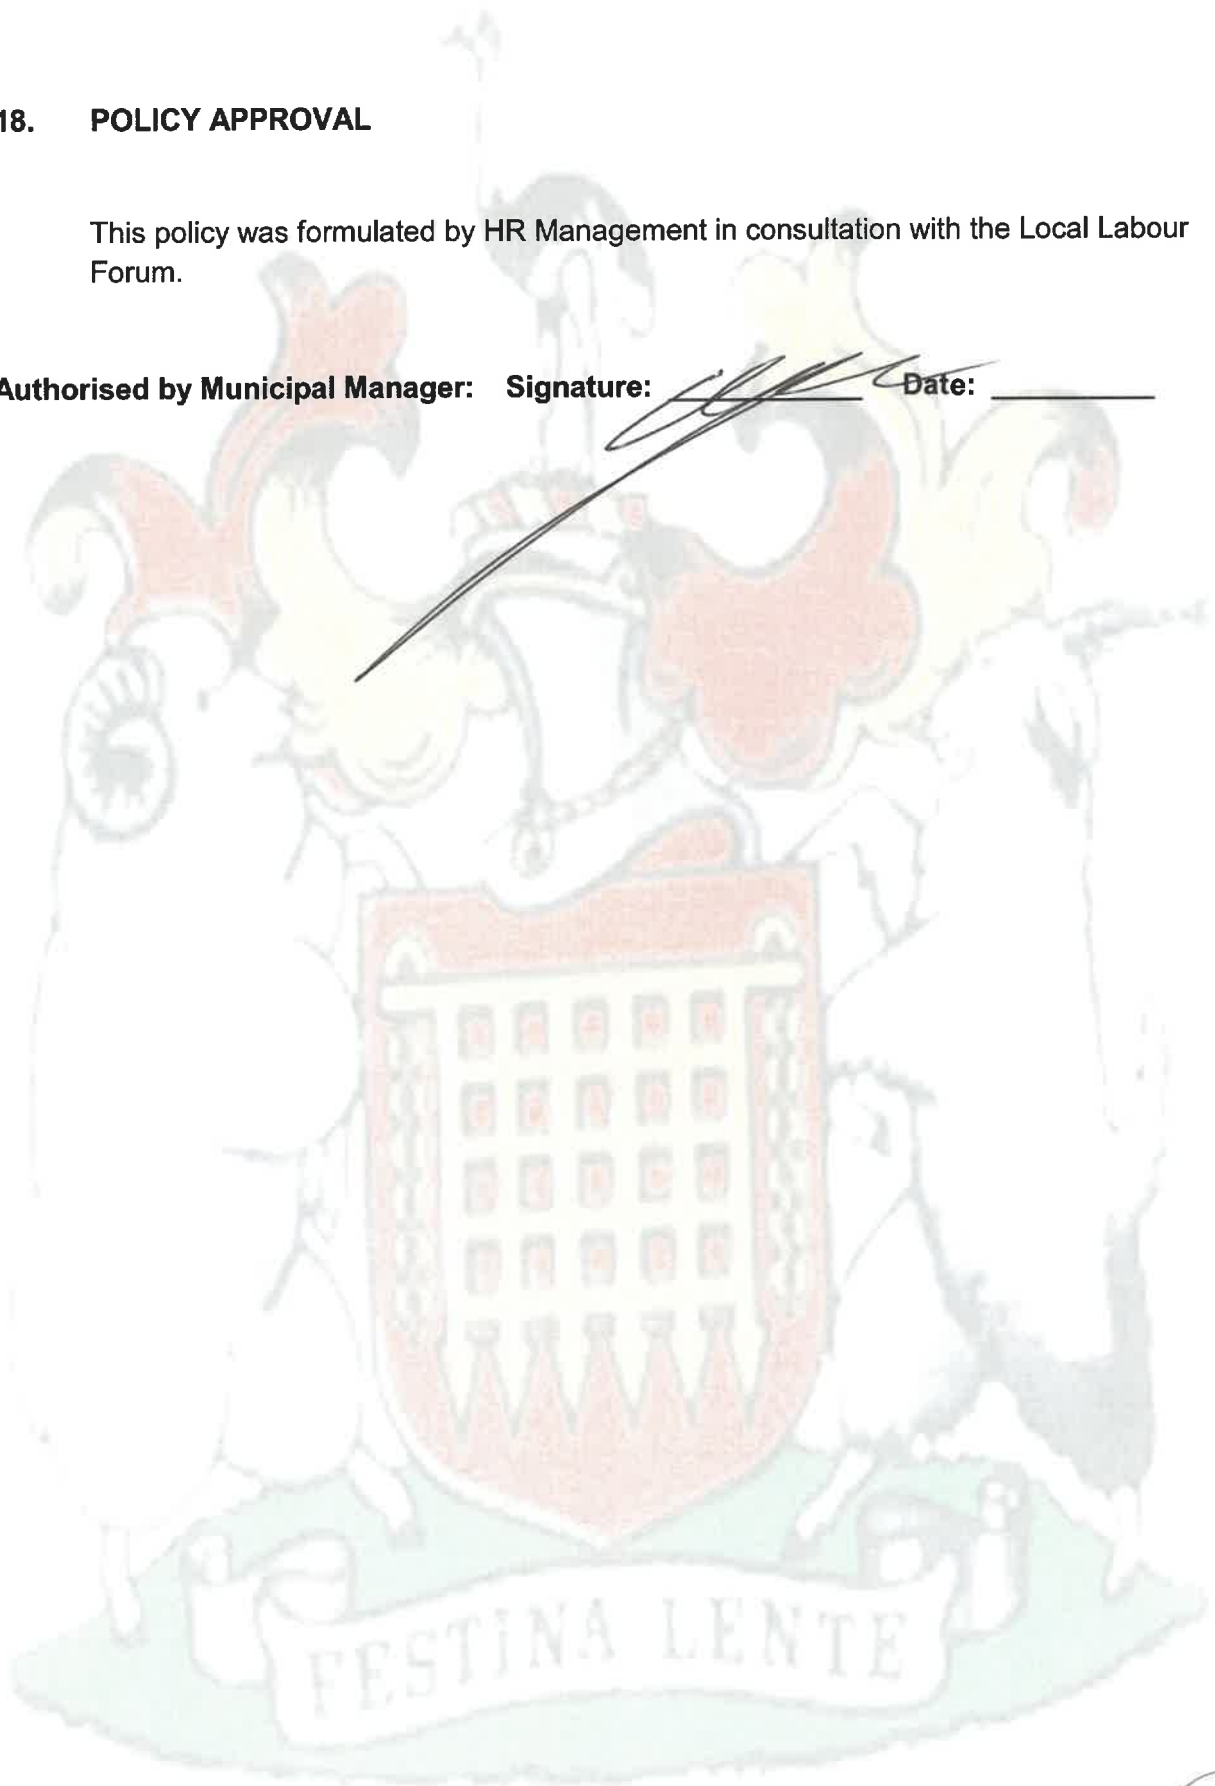 18. POLICY APPROVAL
This policy was formulated by HR Management in consultation with the Local Labour
Forum.
Authorised by Municipal Manager: Signature: Date:
FESTINA LENTE